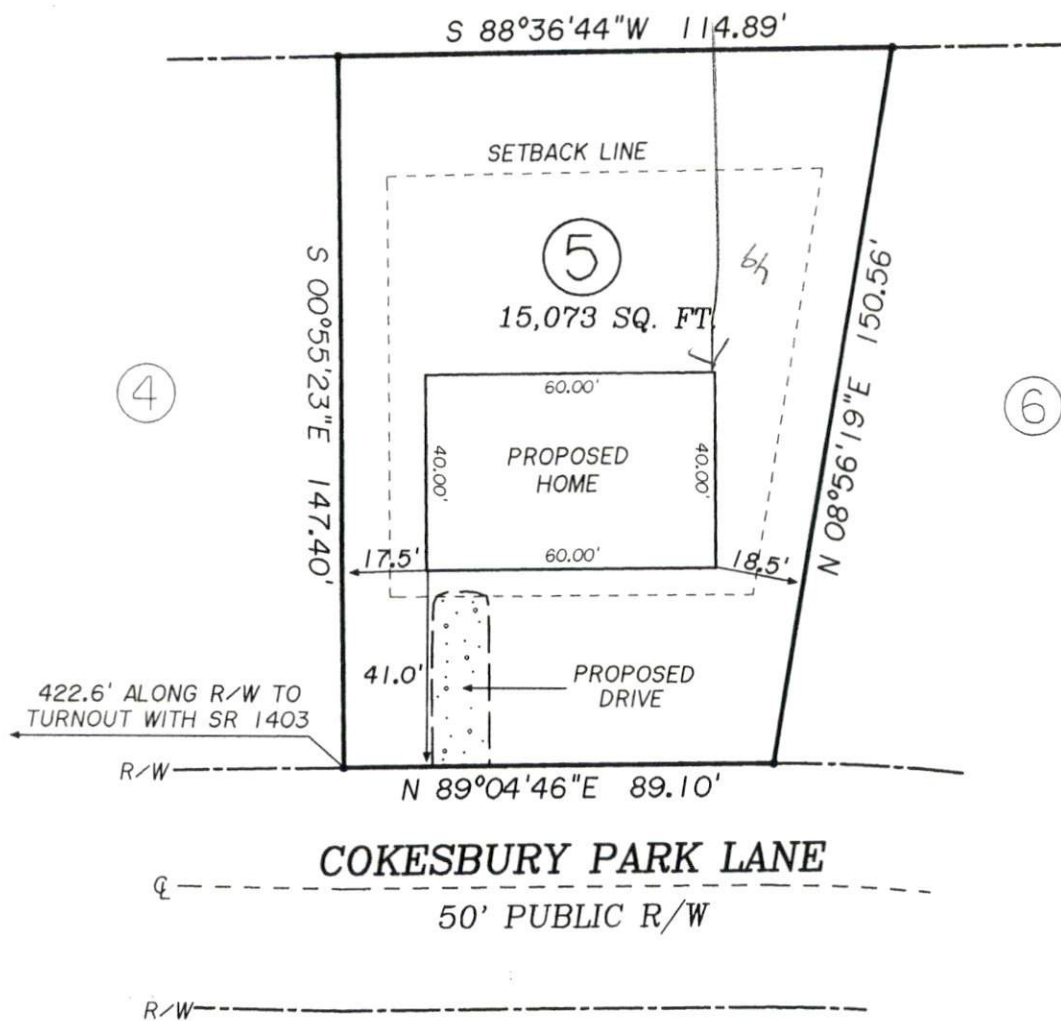 S 88°36'44"W 114.89'
SETBACK LINE
5
15,073 SQ. FT.
S 00°55'23"E 147.40'
N 08°56'19"E 150.56'
4
6
60.00'
40.00'
PROPOSED
HOME
40.00'
60.00'
17.5'
18.5'
41.0'
PROPOSED
DRIVE
422.6' ALONG R/W TO
TURNOUT WITH SR 1403
R/W
N 89°04'46"E 89.10'
COKESBURY PARK LANE
℄
50' PUBLIC R/W
R/W